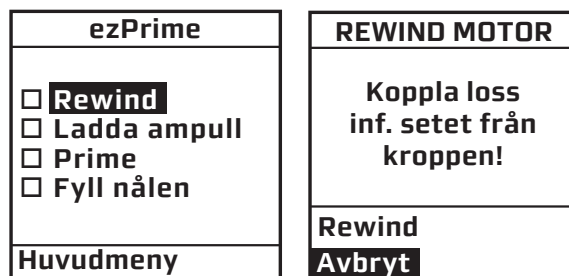 ezPrime
Rewind
Ladda ampull
Prime
Fyll nålen
Huvudmeny
REWIND MOTOR
Koppla loss
inf. setet från
kroppen!
Rewind
Avbryt